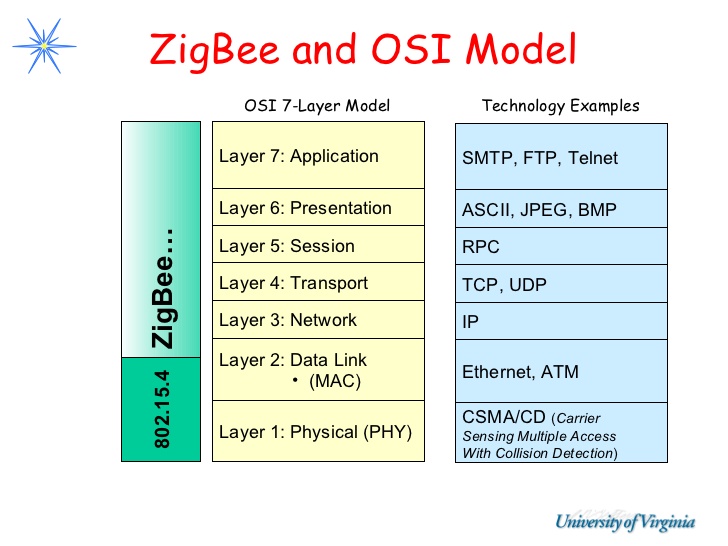 ZigBee and OSI Model
OSI 7-Layer Model
Technology Examples
ZigBee…
802.15.4
Layer 7: Application
Layer 6: Presentation
Layer 5: Session
Layer 4: Transport
Layer 3: Network
Layer 2: Data Link
• (MAC)
Layer 1: Physical (PHY)
SMTP, FTP, Telnet
ASCII, JPEG, BMP
RPC
TCP, UDP
IP
Ethernet, ATM
CSMA/CD (Carrier
Sensing Multiple Access
With Collision Detection)
University of Virginia